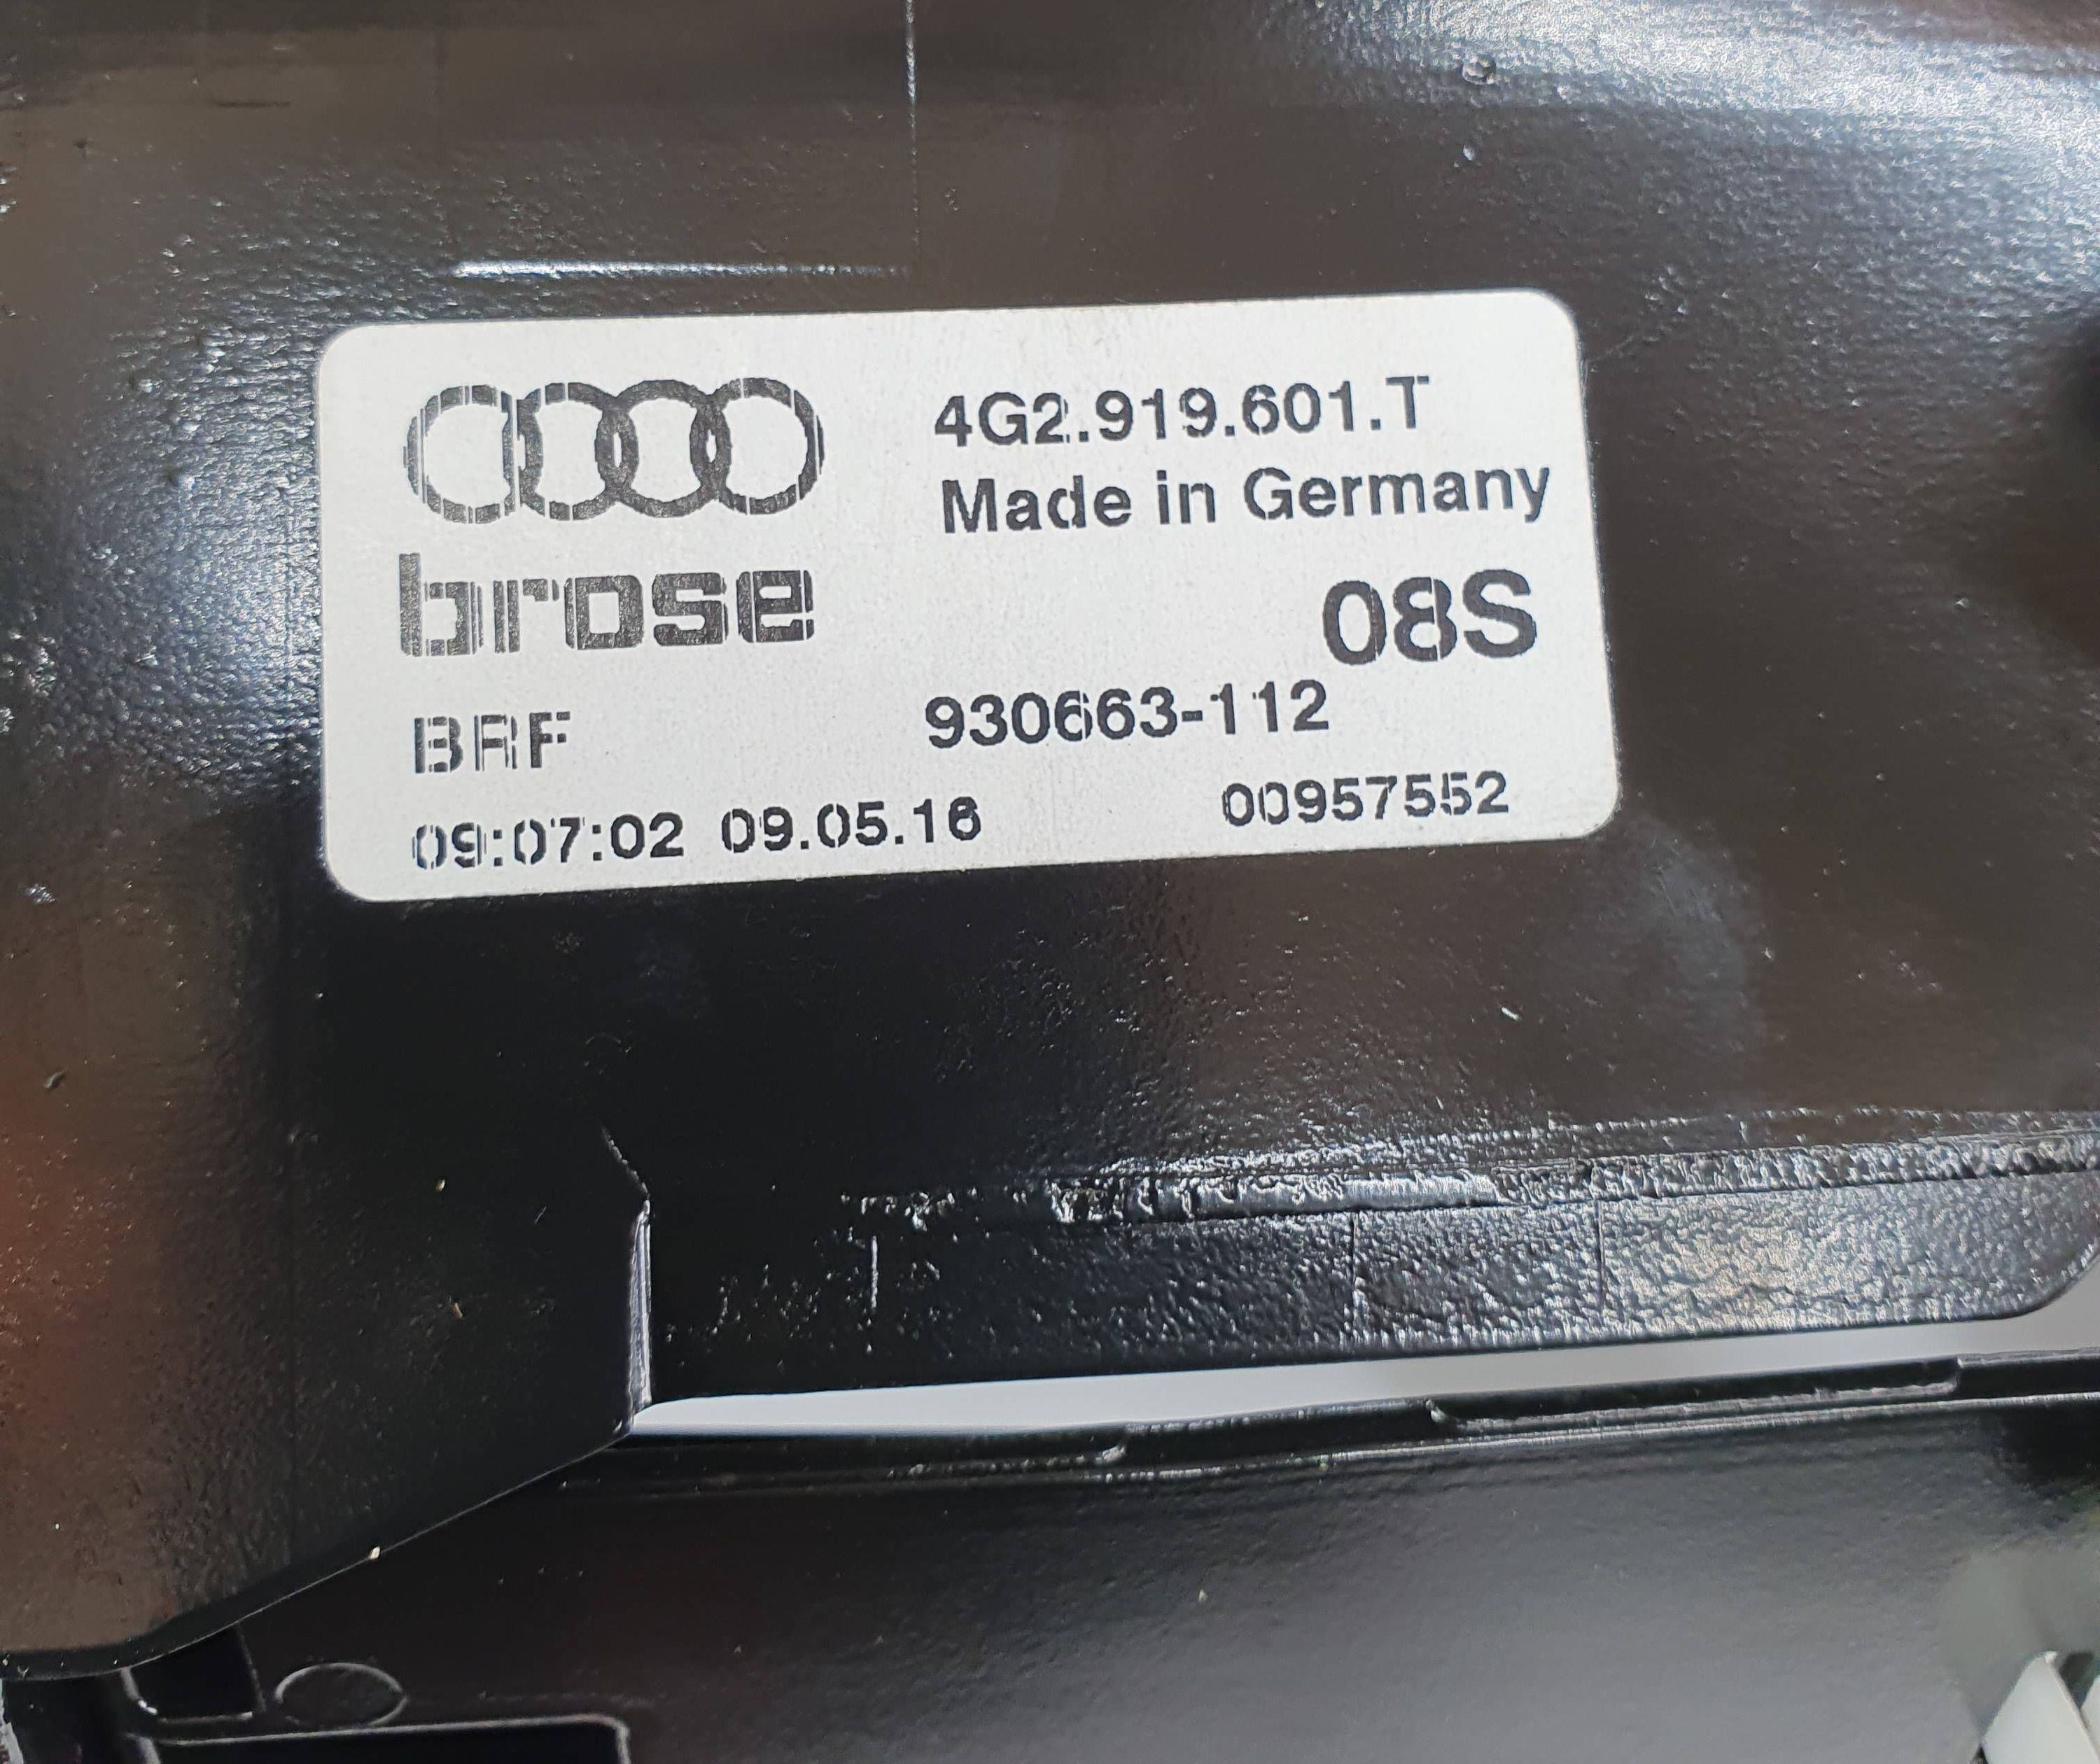 4G2.919.601.T
Made in Germany
brose
08S
BRF 930663-112
09:07:02 09.05.16 00957552